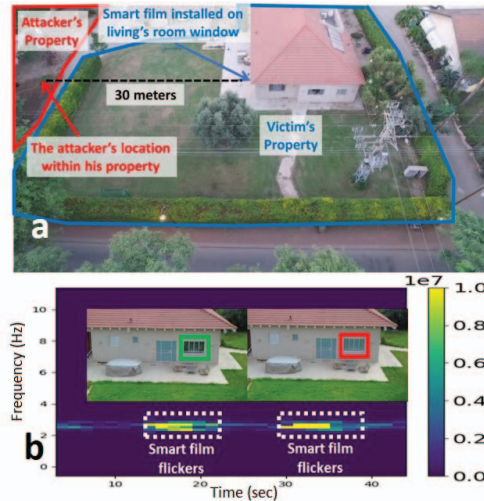 Attacker's
Property
Smart film installed on
living's room window
30 meters
The attacker's location
within his property
Victim's
Property
a
1e7
1.0
0.8
0.6
0.4
0.2
0.0
10
8
6
4
2
0
Frequency (Hz)
Smart film
flickers
Smart film
flickers
b
10
20
30
40
Time (sec)